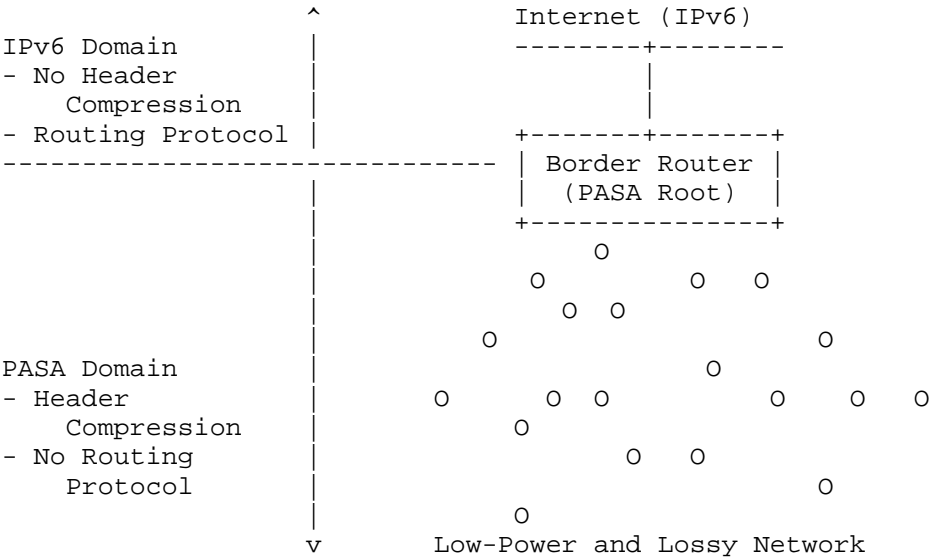 ^ Internet (IPv6)
IPv6 Domain | --------+--------
- No Header | |
Compression | |
- Routing Protocol | +-------+-------+
------------------------------- | Border Router |
| | (PASA Root) |
| +---------------+
| O
| O O O
| O O
| O O
PASA Domain | O
- Header | O O O O O O
Compression | O
- No Routing | O O
Protocol | O
| O
v Low-Power and Lossy Network